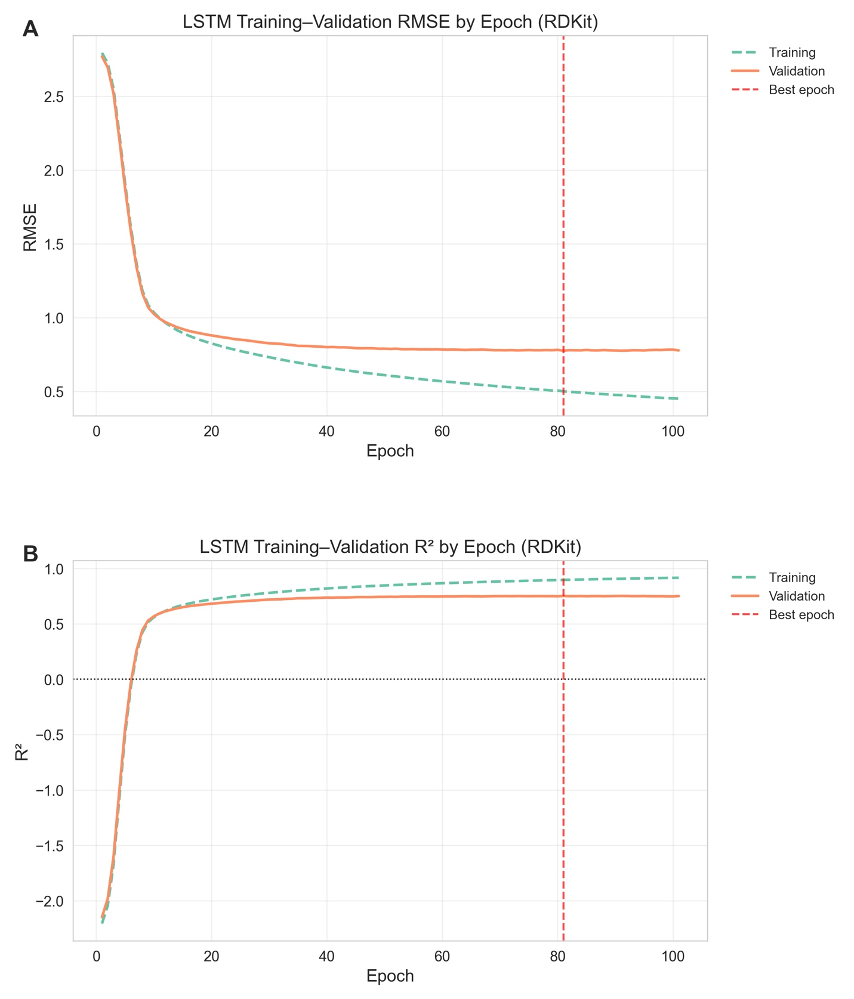 A
LSTM Training–Validation RMSE by Epoch (RDKit)
Training
Validation
Best epoch
2.5
2.0
1.5
1.0
0.5
RMSE
0 20 40 60 80 100
Epoch
B
LSTM Training–Validation R² by Epoch (RDKit)
Training
Validation
Best epoch
1.0
0.5
0.0
−0.5
−1.0
−1.5
−2.0
R²
0 20 40 60 80 100
Epoch